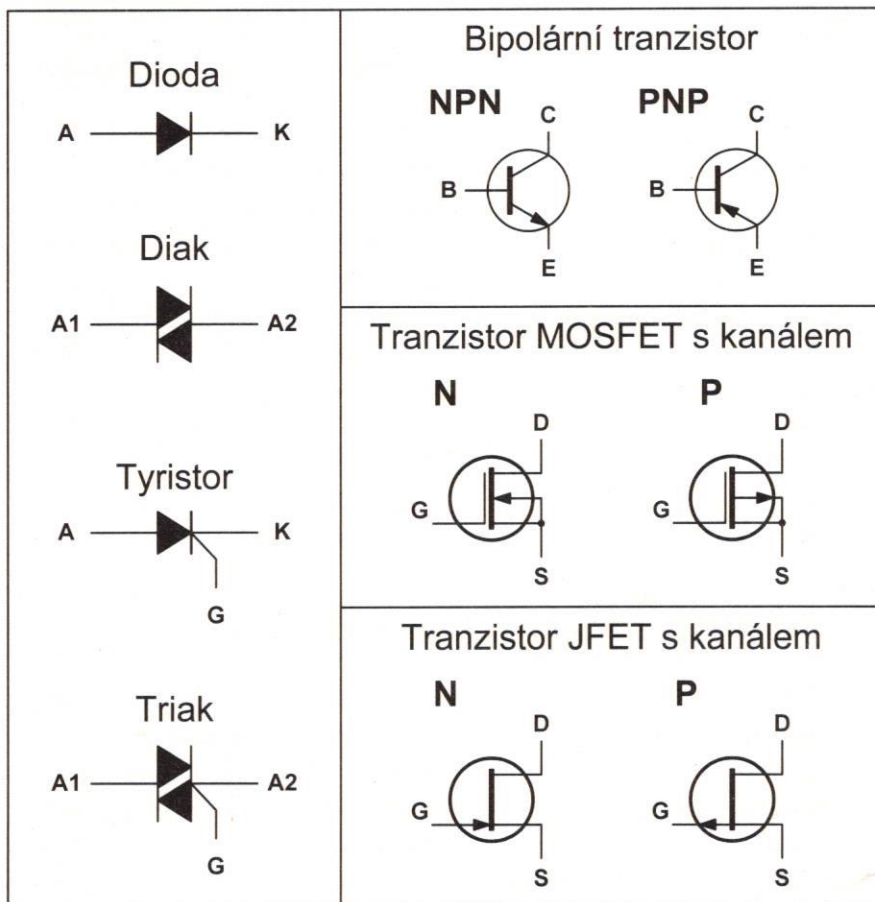 Dioda
A K
Diak
A1 A2
Tyristor
A K
G
Triak
A1 A2
G
Bipolární tranzistor
NPN PNP
C C
B B
E E
Tranzistor MOSFET s kanálem
N P
D D
G G
S S
Tranzistor JFET s kanálem
N P
D D
G G
S S